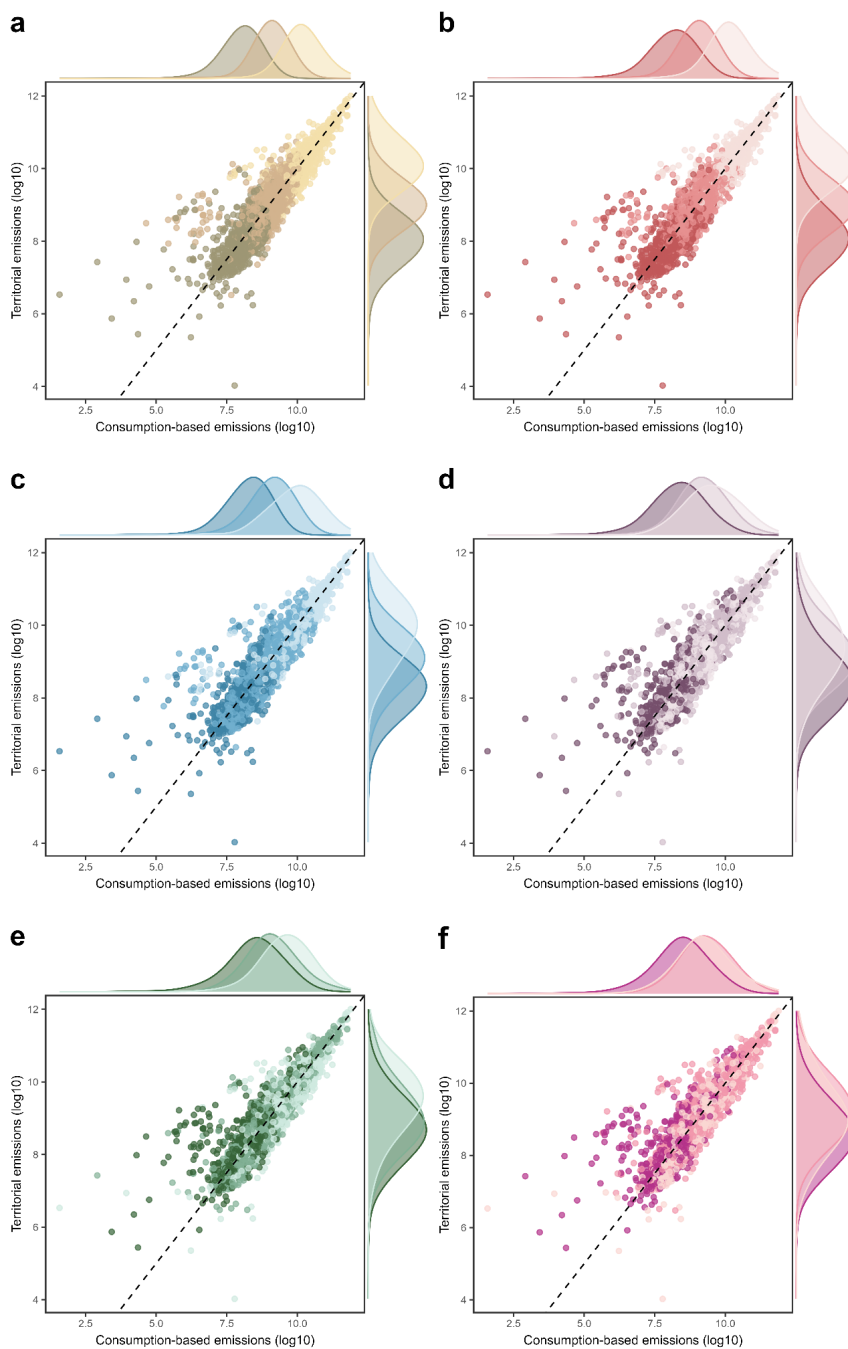 a
b
12
10
8
6
4
Territorial emissions (log10)
2.5 5.0 7.5 10.0
Consumption-based emissions (log10)
12
10
8
6
4
Territorial emissions (log10)
2.5 5.0 7.5 10.0
Consumption-based emissions (log10)
c
d
12
10
8
6
4
Territorial emissions (log10)
2.5 5.0 7.5 10.0
Consumption-based emissions (log10)
12
10
8
6
4
Territorial emissions (log10)
2.5 5.0 7.5 10.0
Consumption-based emissions (log10)
e
f
12
10
8
6
4
Territorial emissions (log10)
2.5 5.0 7.5 10.0
Consumption-based emissions (log10)
12
10
8
6
4
Territorial emissions (log10)
2.5 5.0 7.5 10.0
Consumption-based emissions (log10)